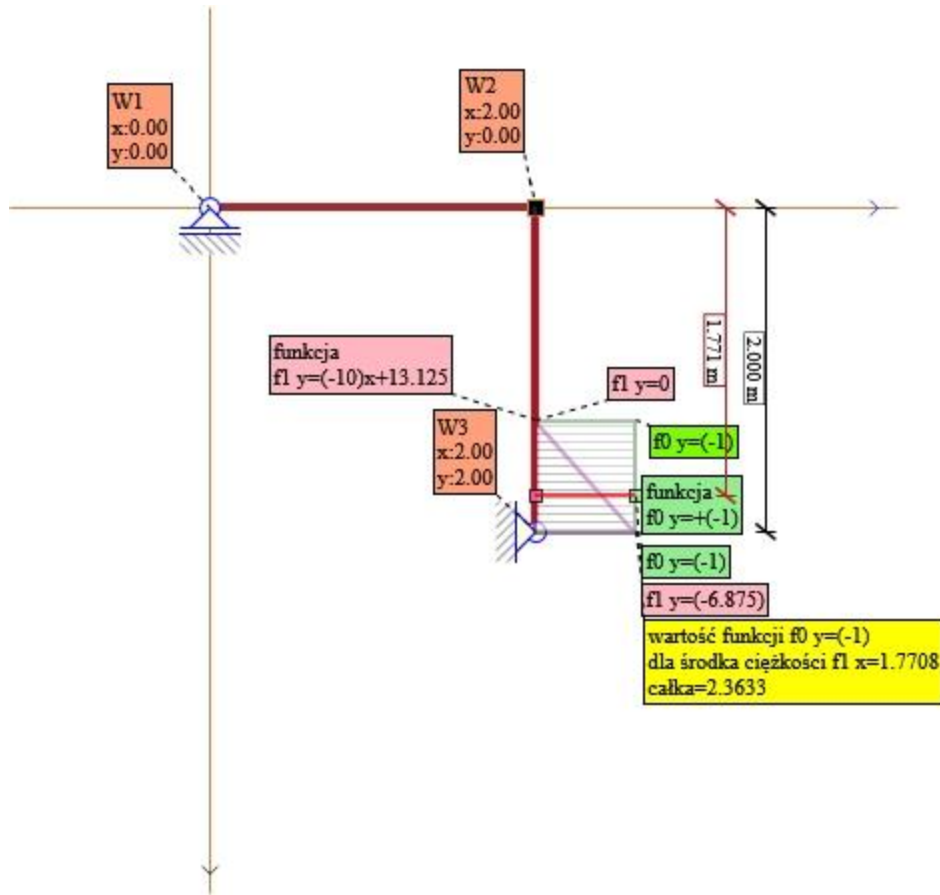 W1
x:0.00
y:0.00
W2
x:2.00
y:0.00
funkcja
f1 y=(-10)x+13.125
f1 y=0
1.771 m
2.000 m
W3
x:2.00
y:2.00
f0 y=(-1)
funkcja
f0 y=+(-1)
f0 y=(-1)
f1 y=(-6.875)
wartość funkcji f0 y=(-1)
dla środka ciężkości f1 x=1.7708
całka=2.3633